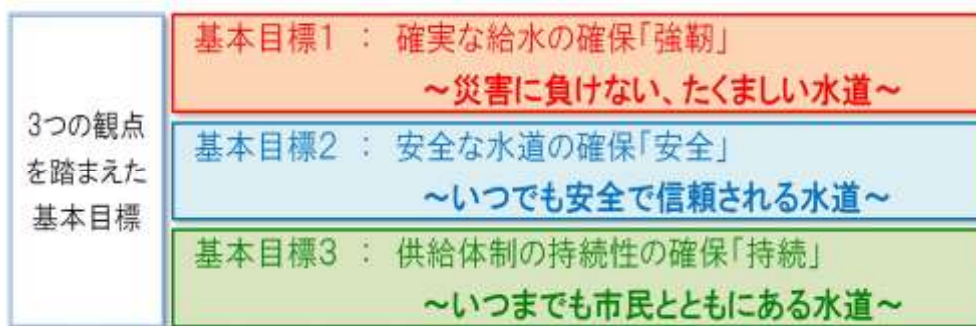 3つの観点
を踏まえた
基本目標
基本目標1 : 確実な給水の確保「強靭」
~災害に負けない、たくましい水道~
基本目標2 : 安全な水道の確保「安全」
~いつでも安全で信頼される水道~
基本目標3 : 供給体制の持続性の確保「持続」
~いつまでも市民とともにある水道~